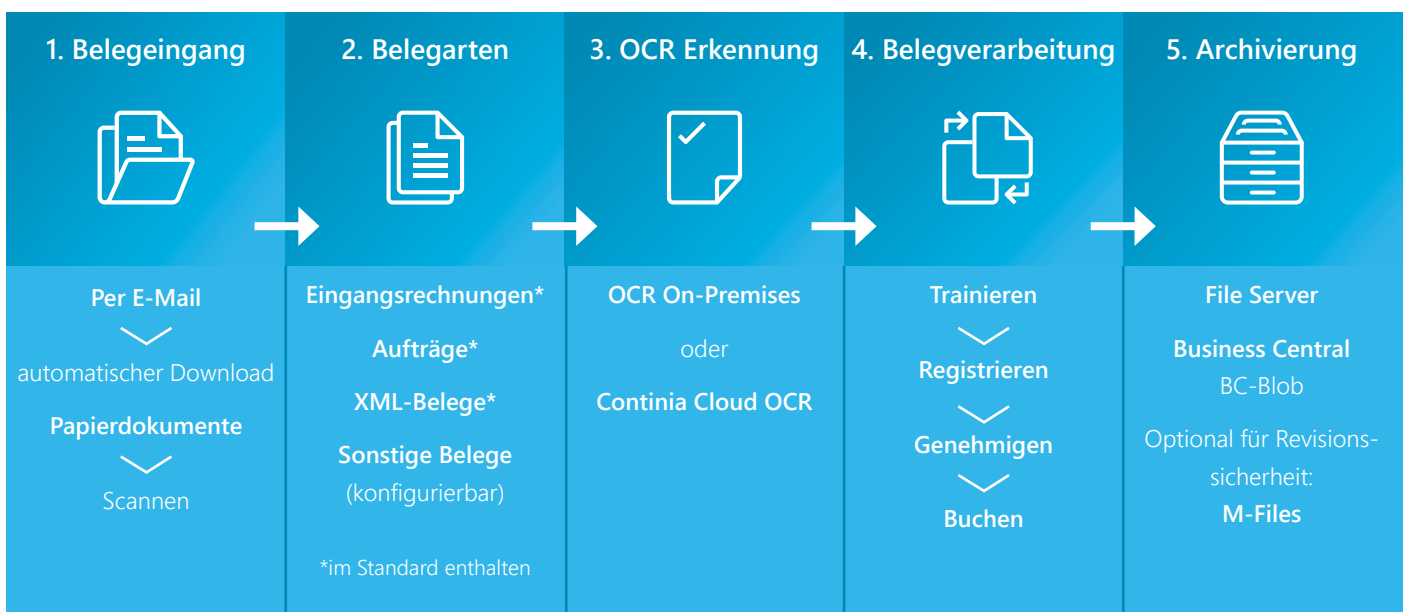 1. Belegeingang
Per E-Mail
automatischer Download
Papierdokumente
Scannen
2. Belegarten
Eingangsrechnungen*
Aufträge*
XML-Belege*
Sonstige Belege
(konfigurierbar)
*im Standard enthalten
3. OCR Erkennung
OCR On-Premises
oder
Continia Cloud OCR
4. Belegverarbeitung
Trainieren
Registrieren
Genehmigen
Buchen
5. Archivierung
File Server
Business Central
BC-Blob
Optional für Revisions-
sicherheit:
M-Files